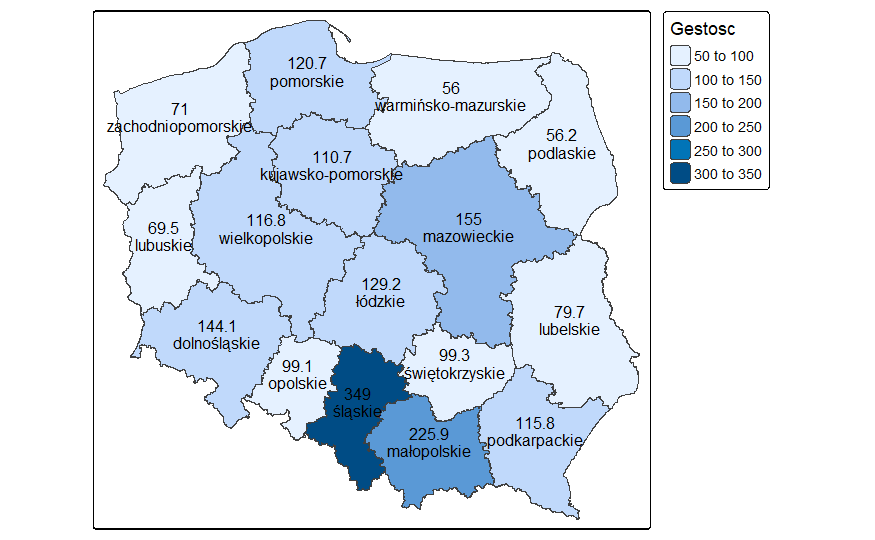 Gestosc
50 to 100
100 to 150
150 to 200
200 to 250
250 to 300
300 to 350
120.7
pomorskie
56
warmińsko-mazurskie
71
zachodniopomorskie
56.2
podlaskie
110.7
kujawsko-pomorskie
155
mazowieckie
116.8
wielkopolskie
69.5
lubuskie
129.2
łódzkie
79.7
lubelskie
144.1
dolnośląskie
99.1
opolskie
99.3
świętokrzyskie
349
śląskie
225.9
małopolskie
115.8
podkarpackie